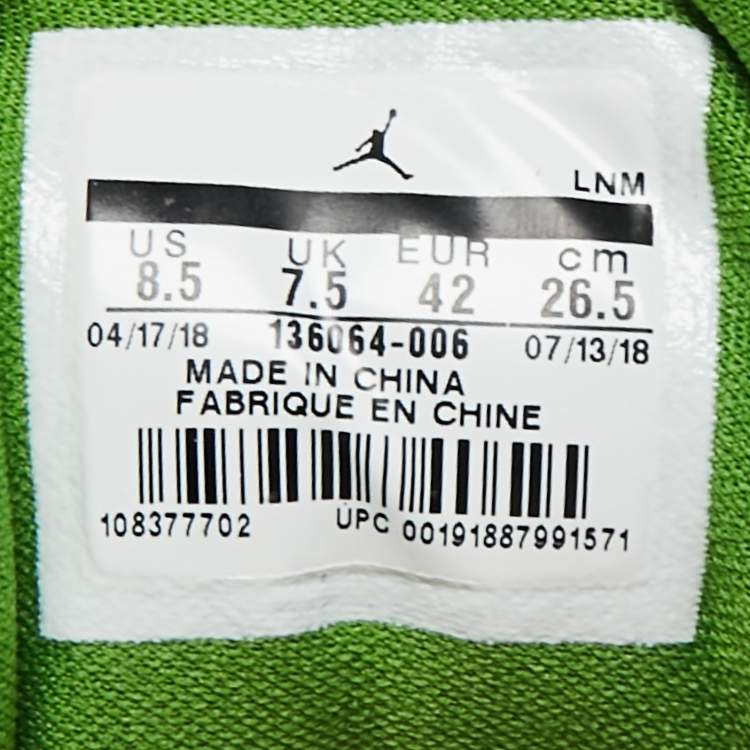 LNM
US UK EUR cm
8.5 7.5 42 26.5
04/17/18 136064-006 07/13/18
MADE IN CHINA
FABRIQUE EN CHINE
108377702 UPC 00191887991571